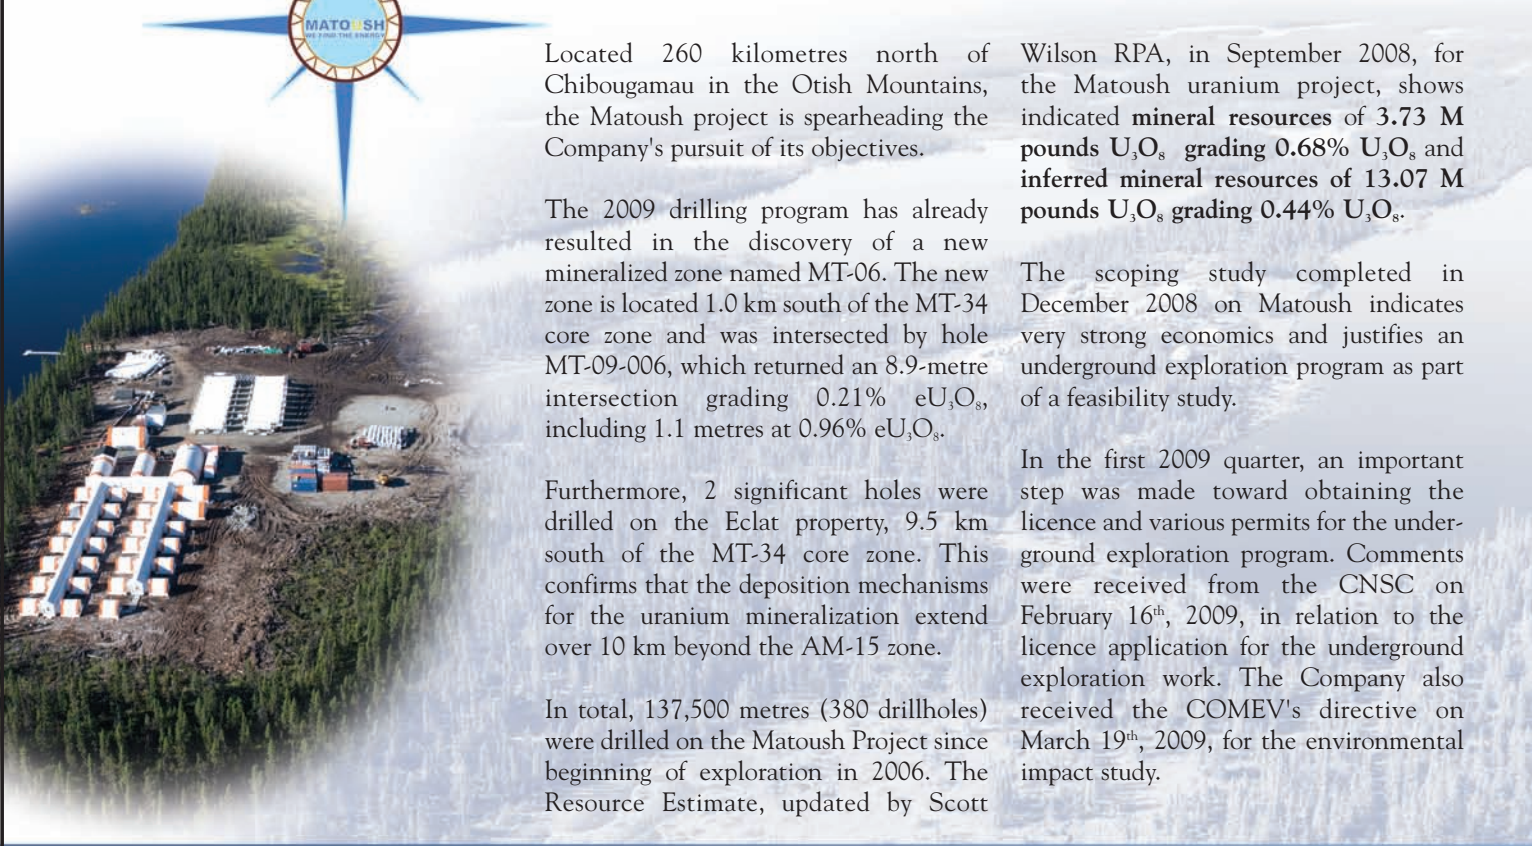 MATOUSH
WE FIND THE ENERGY
Located 260 kilometres north of
Chibougamau in the Otish Mountains,
the Matoush project is spearheading the
Company's pursuit of its objectives.
The 2009 drilling program has already
resulted in the discovery of a new
mineralized zone named MT-06. The new
zone is located 1.0 km south of the MT-34
core zone and was intersected by hole
MT-09-006, which returned an 8.9-metre
intersection grading 0.21% eU₃O₈,
including 1.1 metres at 0.96% eU₃O₈.
Furthermore, 2 significant holes were
drilled on the Eclat property, 9.5 km
south of the MT-34 core zone. This
confirms that the deposition mechanisms
for the uranium mineralization extend
over 10 km beyond the AM-15 zone.
In total, 137,500 metres (380 drillholes)
were drilled on the Matoush Project since
beginning of exploration in 2006. The
Resource Estimate, updated by Scott
Wilson RPA, in September 2008, for
the Matoush uranium project, shows
indicated mineral resources of 3.73 M
pounds U₃O₈ grading 0.68% U₃O₈ and
inferred mineral resources of 13.07 M
pounds U₃O₈ grading 0.44% U₃O₈.
The scoping study completed in
December 2008 on Matoush indicates
very strong economics and justifies an
underground exploration program as part
of a feasibility study.
In the first 2009 quarter, an important
step was made toward obtaining the
licence and various permits for the under-
ground exploration program. Comments
were received from the CNSC on
February 16th, 2009, in relation to the
licence application for the underground
exploration work. The Company also
received the COMEV's directive on
March 19th, 2009, for the environmental
impact study.